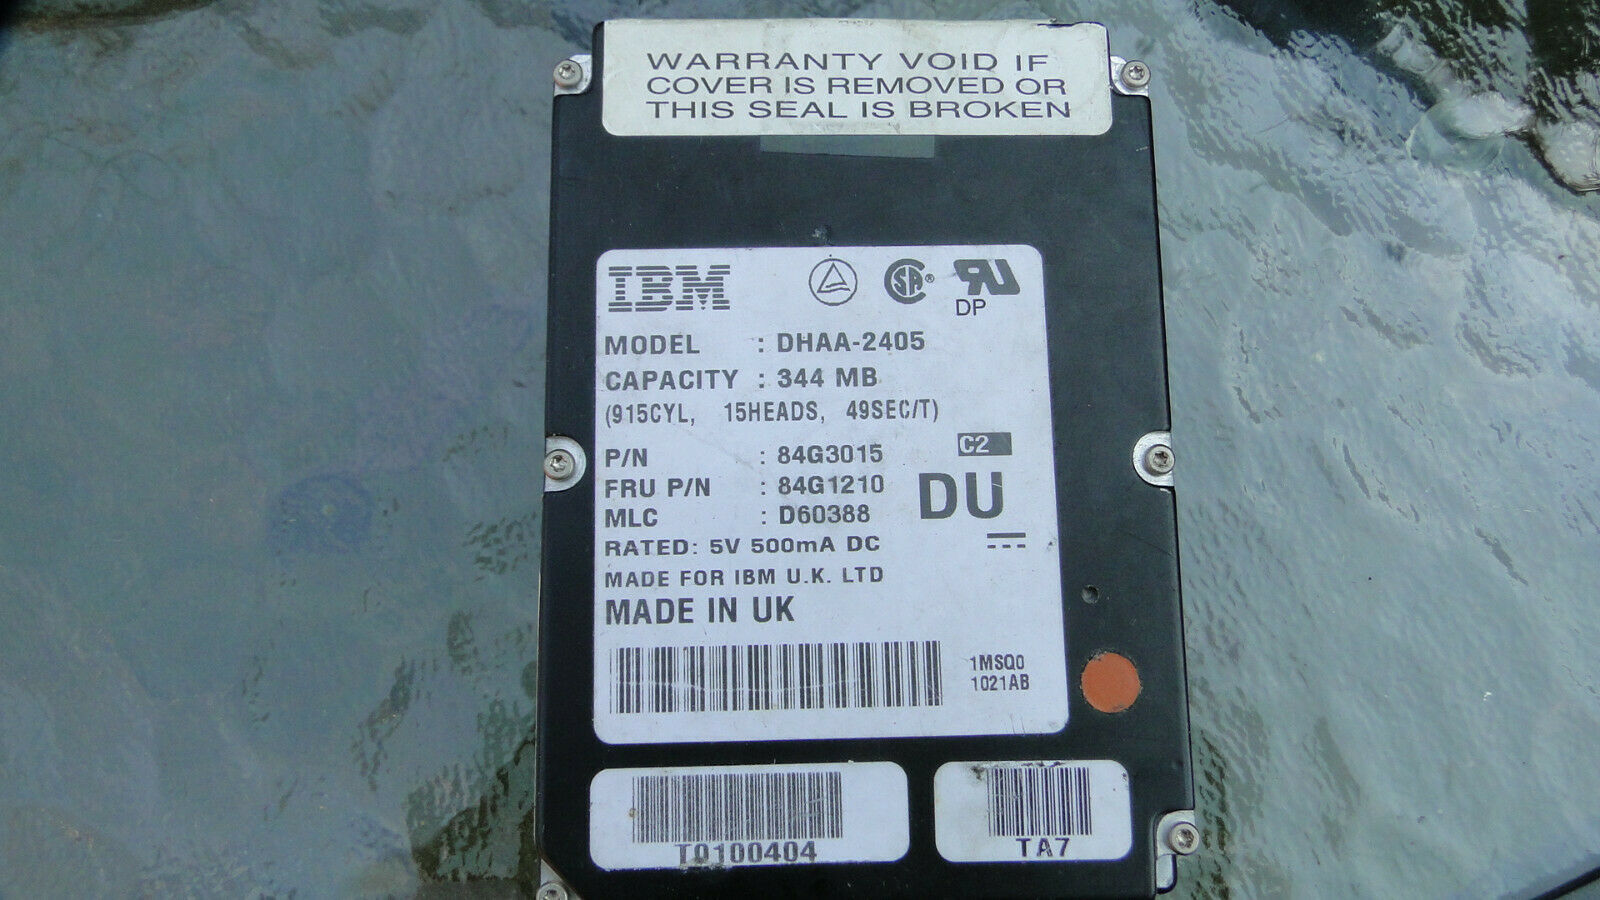 WARRANTY VOID IF
COVER IS REMOVED OR
THIS SEAL IS BROKEN
IBM
SA®
DP
MODEL : DHAA-2405
CAPACITY : 344 MB
(915CYL, 15HEADS, 49SEC/T)
P/N : 84G3015
C2
FRU P/N : 84G1210
DU
MLC : D60388
RATED: 5V 500mA DC
MADE FOR IBM U.K. LTD
MADE IN UK
1MSQ0
1021AB
T0100404
TA7